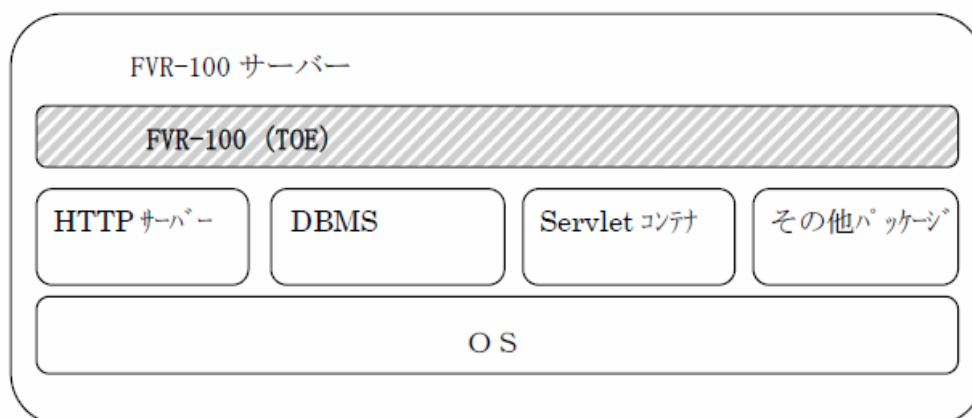 FVR-100 サーバー
FVR-100 (TOE)
HTTP ｻｰﾊﾞｰ
DBMS
Servlet ｺﾝﾃﾅ
その他ﾊﾟｯｹｰｼﾞ
ＯＳ